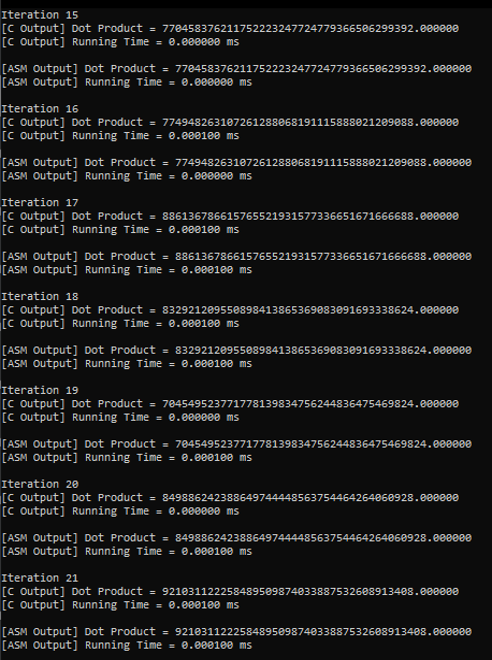 Iteration 15
[C Output] Dot Product = 770458376211752223247724779366506299392.000000
[C Output] Running Time = 0.000000 ms
[ASM Output] Dot Product = 770458376211752223247724779366506299392.000000
[ASM Output] Running Time = 0.000000 ms
Iteration 16
[C Output] Dot Product = 774948263107261288068191115888021209088.000000
[C Output] Running Time = 0.000100 ms
[ASM Output] Dot Product = 774948263107261288068191115888021209088.000000
[ASM Output] Running Time = 0.000000 ms
Iteration 17
[C Output] Dot Product = 886136786615765521931577336651671666688.000000
[C Output] Running Time = 0.000100 ms
[ASM Output] Dot Product = 886136786615765521931577336651671666688.000000
[ASM Output] Running Time = 0.000100 ms
Iteration 18
[C Output] Dot Product = 832921209550898413865369083091693338624.000000
[C Output] Running Time = 0.000100 ms
[ASM Output] Dot Product = 832921209550898413865369083091693338624.000000
[ASM Output] Running Time = 0.000100 ms
Iteration 19
[C Output] Dot Product = 704549523771778139834756244836475469824.000000
[C Output] Running Time = 0.000000 ms
[ASM Output] Dot Product = 704549523771778139834756244836475469824.000000
[ASM Output] Running Time = 0.000100 ms
Iteration 20
[C Output] Dot Product = 849886242388649744448563754464264060928.000000
[C Output] Running Time = 0.000000 ms
[ASM Output] Dot Product = 849886242388649744448563754464264060928.000000
[ASM Output] Running Time = 0.000100 ms
Iteration 21
[C Output] Dot Product = 921031122258489509874033887532608913408.000000
[C Output] Running Time = 0.000100 ms
[ASM Output] Dot Product = 921031122258489509874033887532608913408.000000
[ASM Output] Running Time = 0.000100 ms